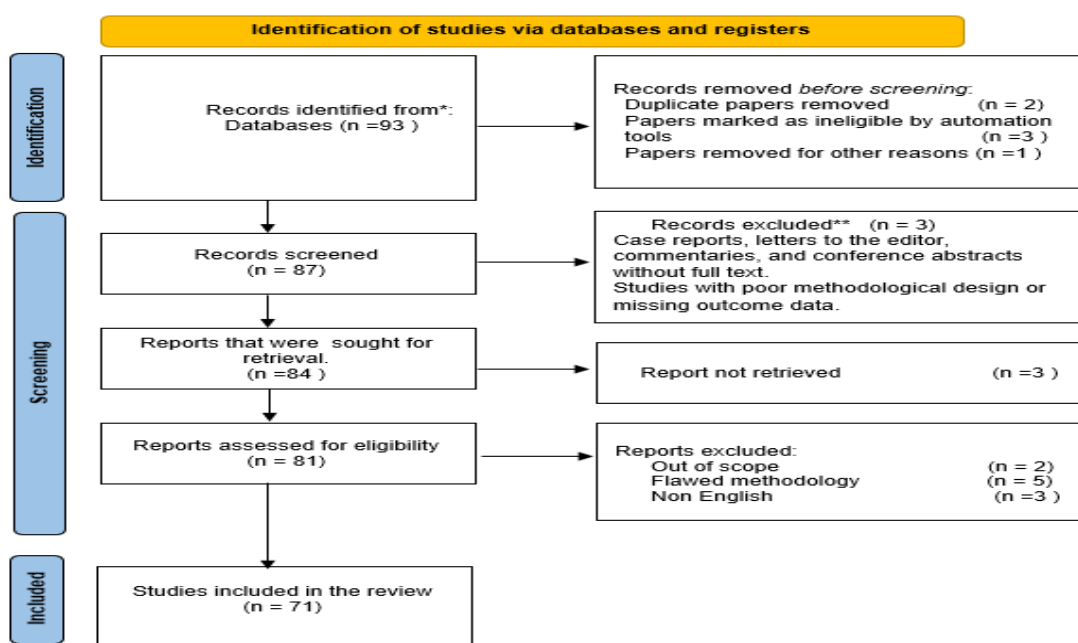 Identification of studies via databases and registers
Identification
Records identified from*:
Databases (n =93 )
Records removed before screening:
Duplicate papers removed (n = 2)
Papers marked as ineligible by automation
tools (n =3 )
Papers removed for other reasons (n =1 )
Screening
Records screened
(n = 87)
Records excluded** (n = 3)
Case reports, letters to the editor,
commentaries, and conference abstracts
without full text.
Studies with poor methodological design or
missing outcome data.
Reports that were sought for
retrieval.
(n =84 )
Report not retrieved (n =3 )
Reports assessed for eligibility
(n = 81)
Reports excluded:
Out of scope (n = 2)
Flawed methodology (n = 5)
Non English (n =3 )
Included
Studies included in the review
(n = 71)